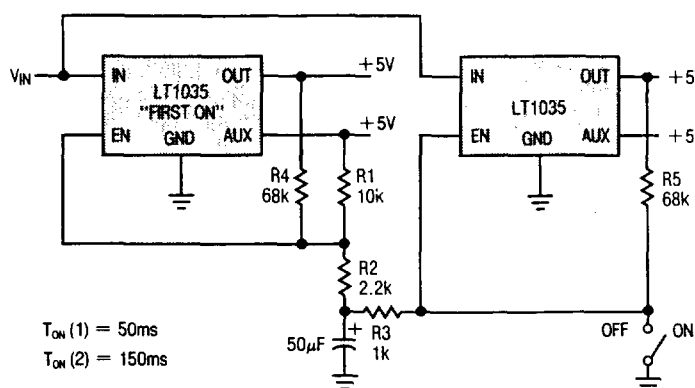 VIN
IN
OUT
+5V
LT1035
"FIRST ON"
EN
GND
AUX
+5V
R4
68k
R1
10k
R2
2.2k
50µF
+
R3
1k
IN
OUT
+5
LT1035
EN
GND
AUX
+5
R5
68k
OFF
ON
TON (1) = 50ms
TON (2) = 150ms